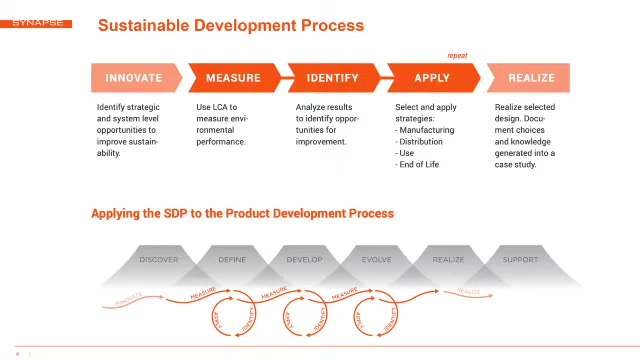 SYNAPSE
Sustainable Development Process
repeat
INNOVATE
MEASURE
IDENTIFY
APPLY
REALIZE
Identify strategic
and system level
opportunities to
improve sustain-
ability.
Use LCA to
measure envi-
ronmental
performance.
Analyze results
to identify oppor-
tunities for
improvement.
Select and apply
strategies:
- Manufacturing
- Distribution
- Use
- End of Life
Realize selected
design. Docu-
ment choices
and knowledge
generated into a
case study.
Applying the SDP to the Product Development Process
DISCOVER
DEFINE
DEVELOP
EVOLVE
REALIZE
SUPPORT
INNOVATE
MEASURE
APPLY
IDENTIFY
MEASURE
APPLY
IDENTIFY
MEASURE
APPLY
IDENTIFY
REALIZE
4 |